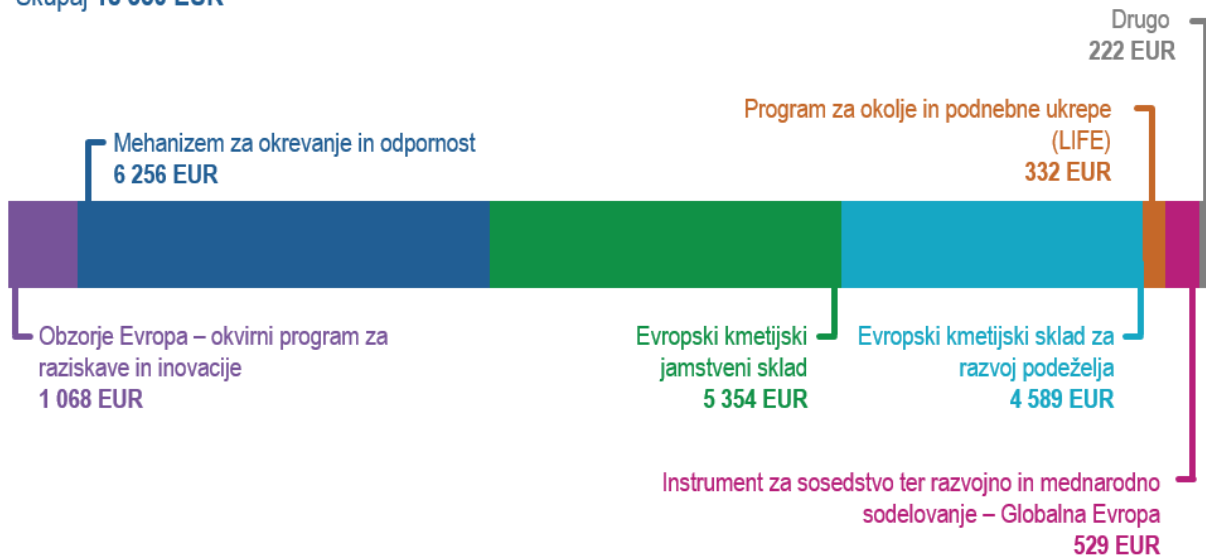 Skupaj EUR
Drugo
222 EUR
Program za okolje in podnebne ukrepe
(LIFE)
332 EUR
Mehanizem za okrevanje in odpornost
6 256 EUR
Obzorje Evropa – okvirni program za
raziskave in inovacije
1 068 EUR
Evropski kmetijski
jamstveni sklad
5 354 EUR
Evropski kmetijski sklad za
razvoj podeželja
4 589 EUR
Instrument za sosedstvo ter razvojno in mednarodno
sodelovanje – Globalna Evropa
529 EUR